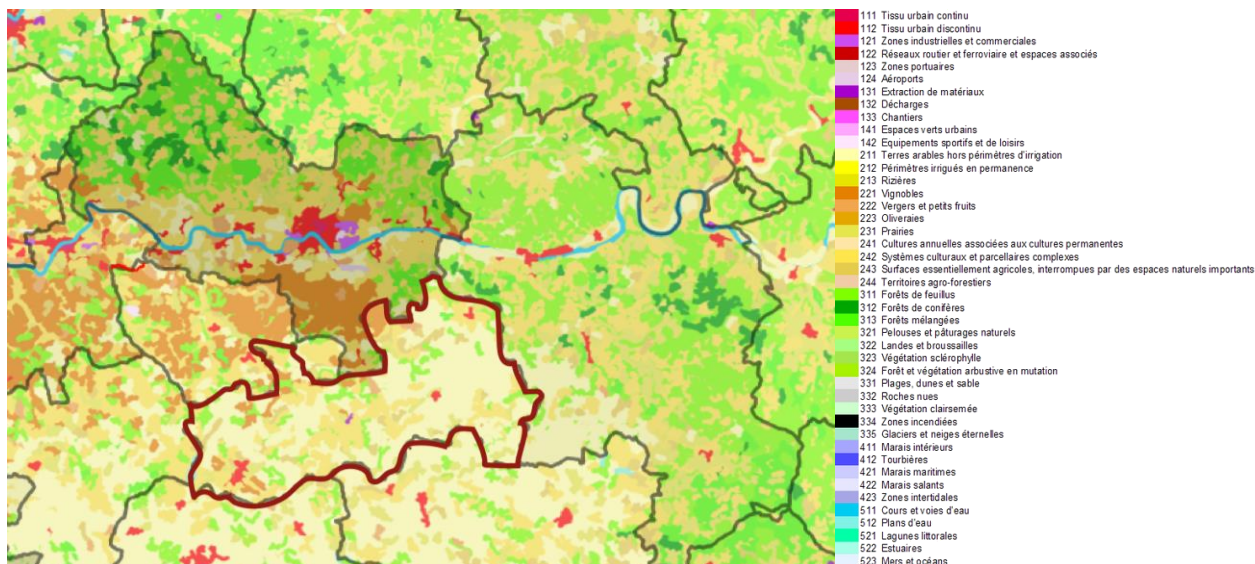 111 Tissu urbain continu
112 Tissu urbain discontinu
121 Zones industrielles et commerciales
122 Réseaux routier et ferroviaire et espaces associés
123 Zones portuaires
124 Aéroports
131 Extraction de matériaux
132 Décharges
133 Chantiers
141 Espaces verts urbains
142 Equipements sportifs et de loisirs
211 Terres arables hors périmètres d'irrigation
212 Périmètres irrigués en permanence
213 Rizières
221 Vignobles
222 Vergers et petits fruits
223 Oliveraies
231 Prairies
241 Cultures annuelles associées aux cultures permanentes
242 Systèmes culturaux et parcellaires complexes
243 Surfaces essentiellement agricoles, interrompues par des espaces naturels importants
244 Territoires agro-forestiers
311 Forêts de feuillus
312 Forêts de conifères
313 Forêts mélangées
321 Pelouses et pâturages naturels
322 Landes et broussailles
323 Végétation sclérophylle
324 Forêt et végétation arbustive en mutation
331 Plages, dunes et sable
332 Roches nues
333 Végétation clairsemée
334 Zones incendiées
335 Glaciers et neiges éternelles
411 Marais intérieurs
412 Tourbières
421 Marais maritimes
422 Marais salants
423 Zones intertidales
511 Cours et voies d'eau
512 Plans d'eau
521 Lagunes littorales
522 Estuaires
523 Mers et océans